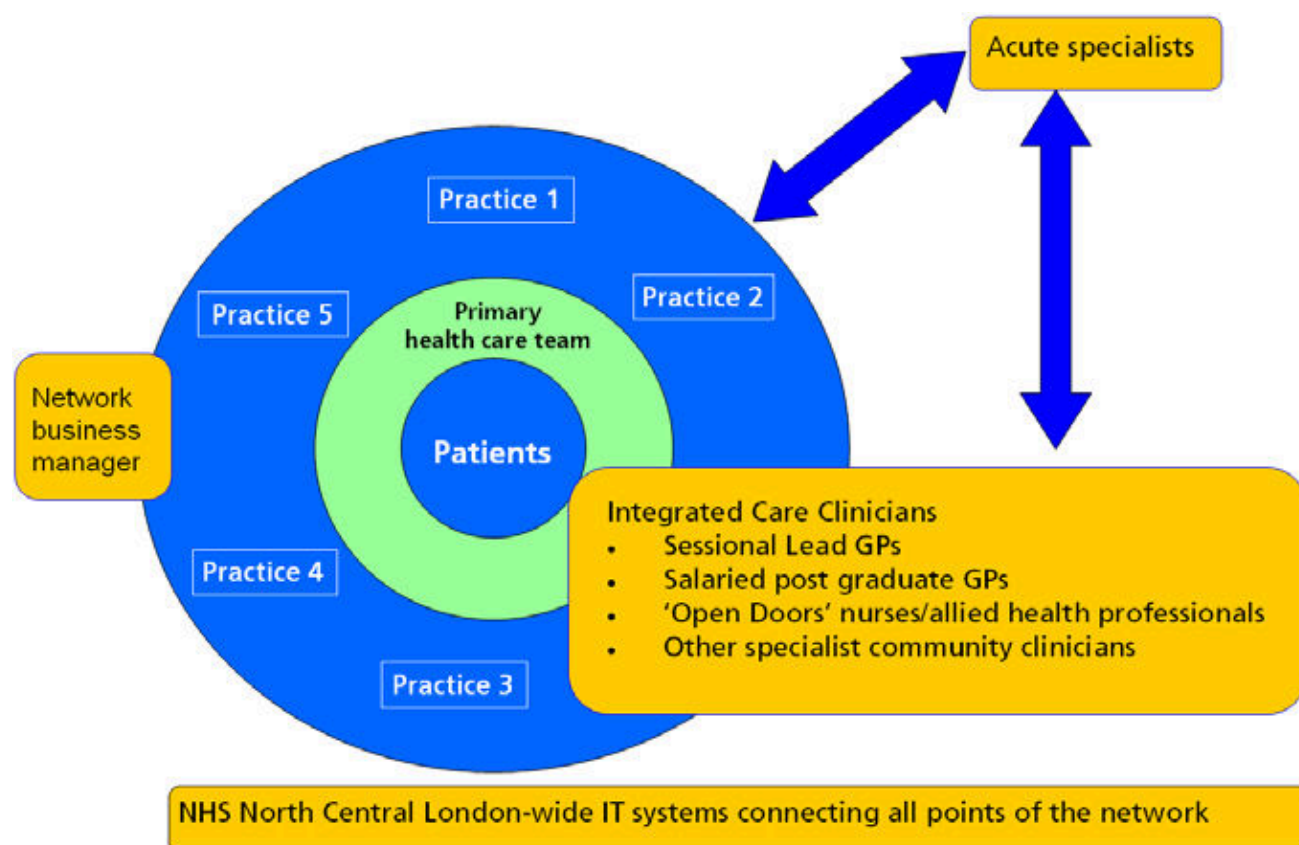 Acute specialists
Practice 1
Practice 2
Practice 5
Primary
health care team
Network
business
manager
Patients
Integrated Care Clinicians
• Sessional Lead GPs
• Salaried post graduate GPs
• ‘Open Doors’ nurses/allied health professionals
• Other specialist community clinicians
Practice 4
Practice 3
NHS North Central London-wide IT systems connecting all points of the network